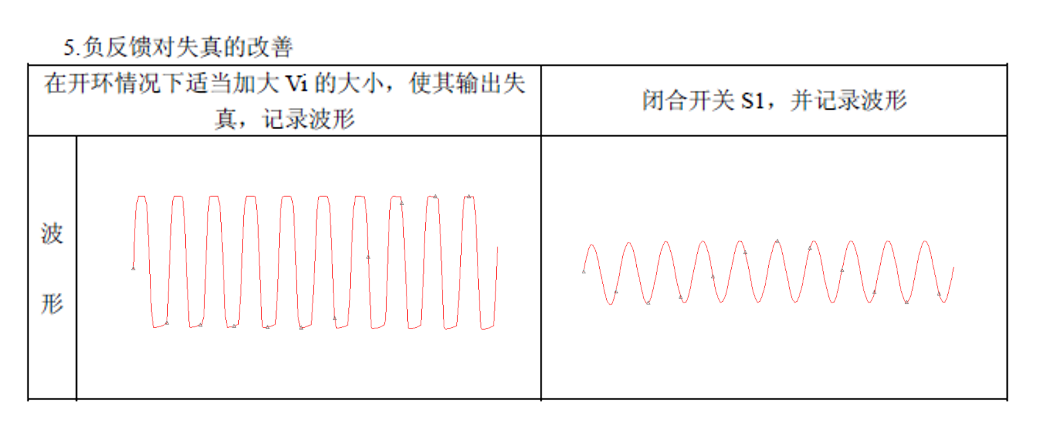 5.负反馈对失真的改善
在开环情况下适当加大 Vi 的大小，使其输出失
真，记录波形
闭合开关 S1，并记录波形
波
形